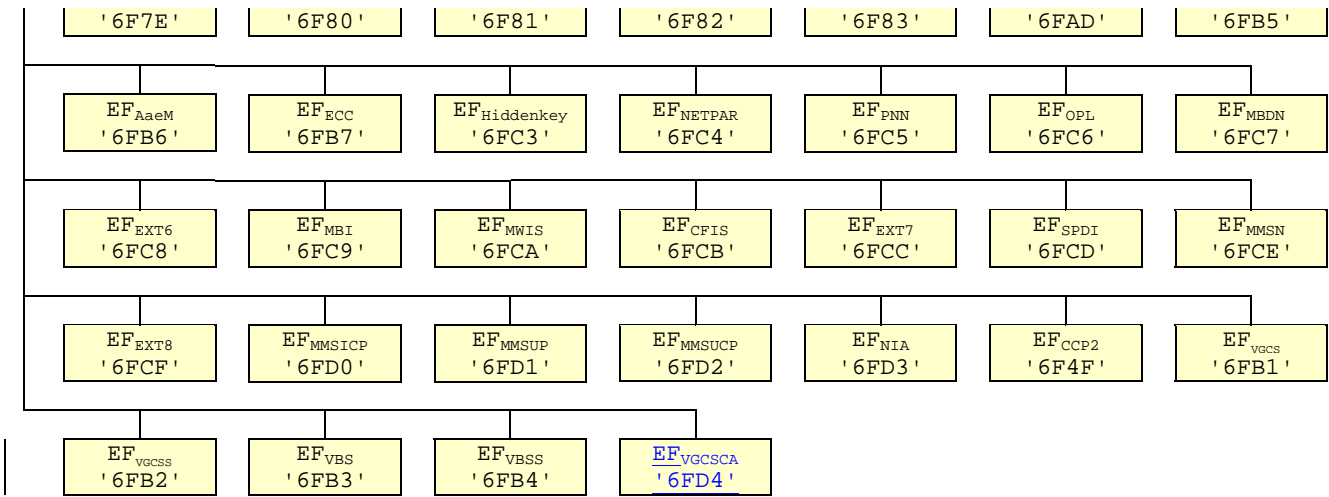 '6F7E' '6F80' '6F81' '6F82' '6F83' '6FAD' '6FB5'
EFAaeM EFECC EFHiddenkey EFNETPAR EFPNN EFOPL EFMBDN
'6FB6' '6FB7' '6FC3' '6FC4' '6FC5' '6FC6' '6FC7'
EFEXT6 EFMBI EFMWIS EFCFIS EFEXT7 EFSPDI EFMMSN
'6FC8' '6FC9' '6FCA' '6FCB' '6FCC' '6FCD' '6FCE'
EFEXT8 EFMMSICP EFMMSUP EFMMSUCP EFNIA EFCCP2 EFVGCS
'6FCF' '6FD0' '6FD1' '6FD2' '6FD3' '6F4F' '6FB1'
EFVGCSS EFVBS EFVBSS EFVGCSCA
'6FB2' '6FB3' '6FB4' '6FD4'